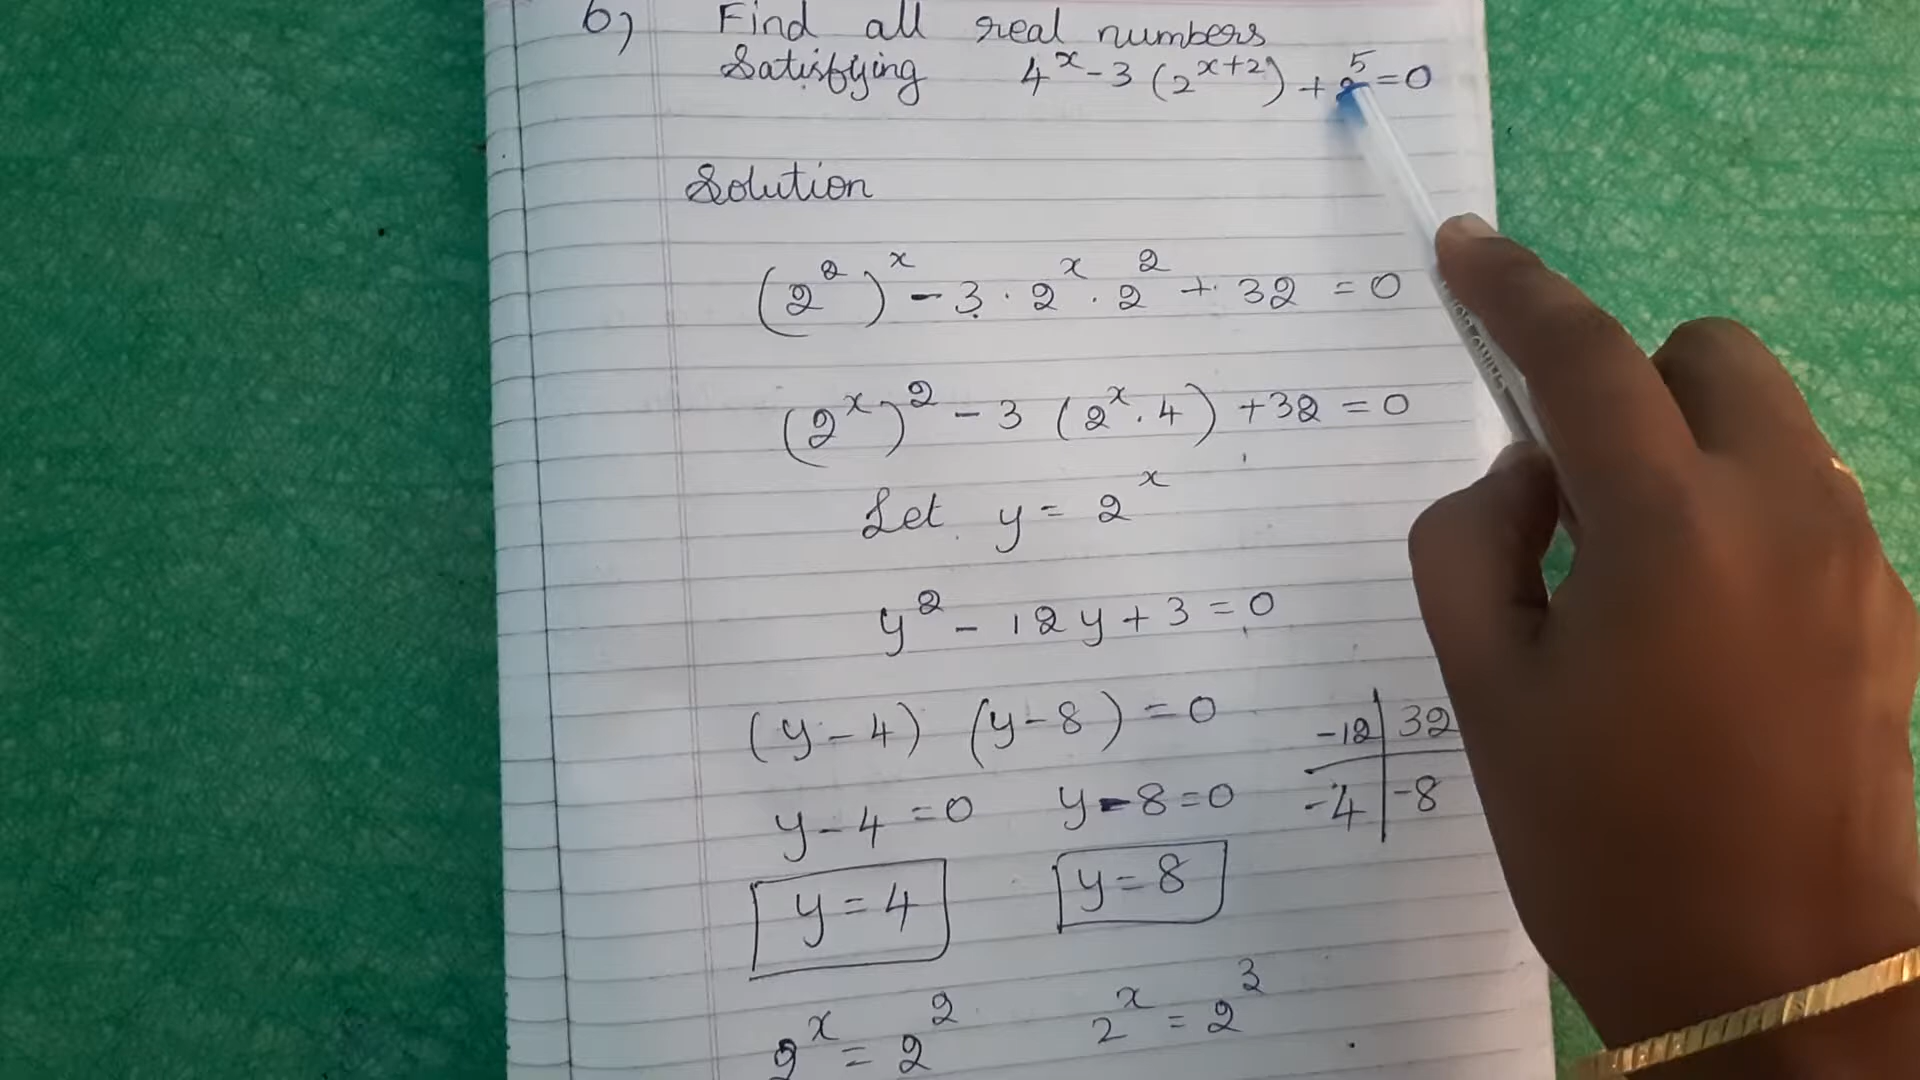 6) Find all real numbers
Satisfying 4^x - 3 (2^{x+2}) + 2^5 = 0
Solution
(2^2)^x - 3 · 2^x · 2^2 + 32 = 0
(2^x)^2 - 3 (2^x . 4) + 32 = 0
Let y = 2^x
y^2 - 12y + 3 = 0
(y - 4) (y - 8) = 0
-12 | 32
-4 | -8
y - 4 = 0 y - 8 = 0
y = 4 y = 8
2^x = 2^2 2^x = 2^3